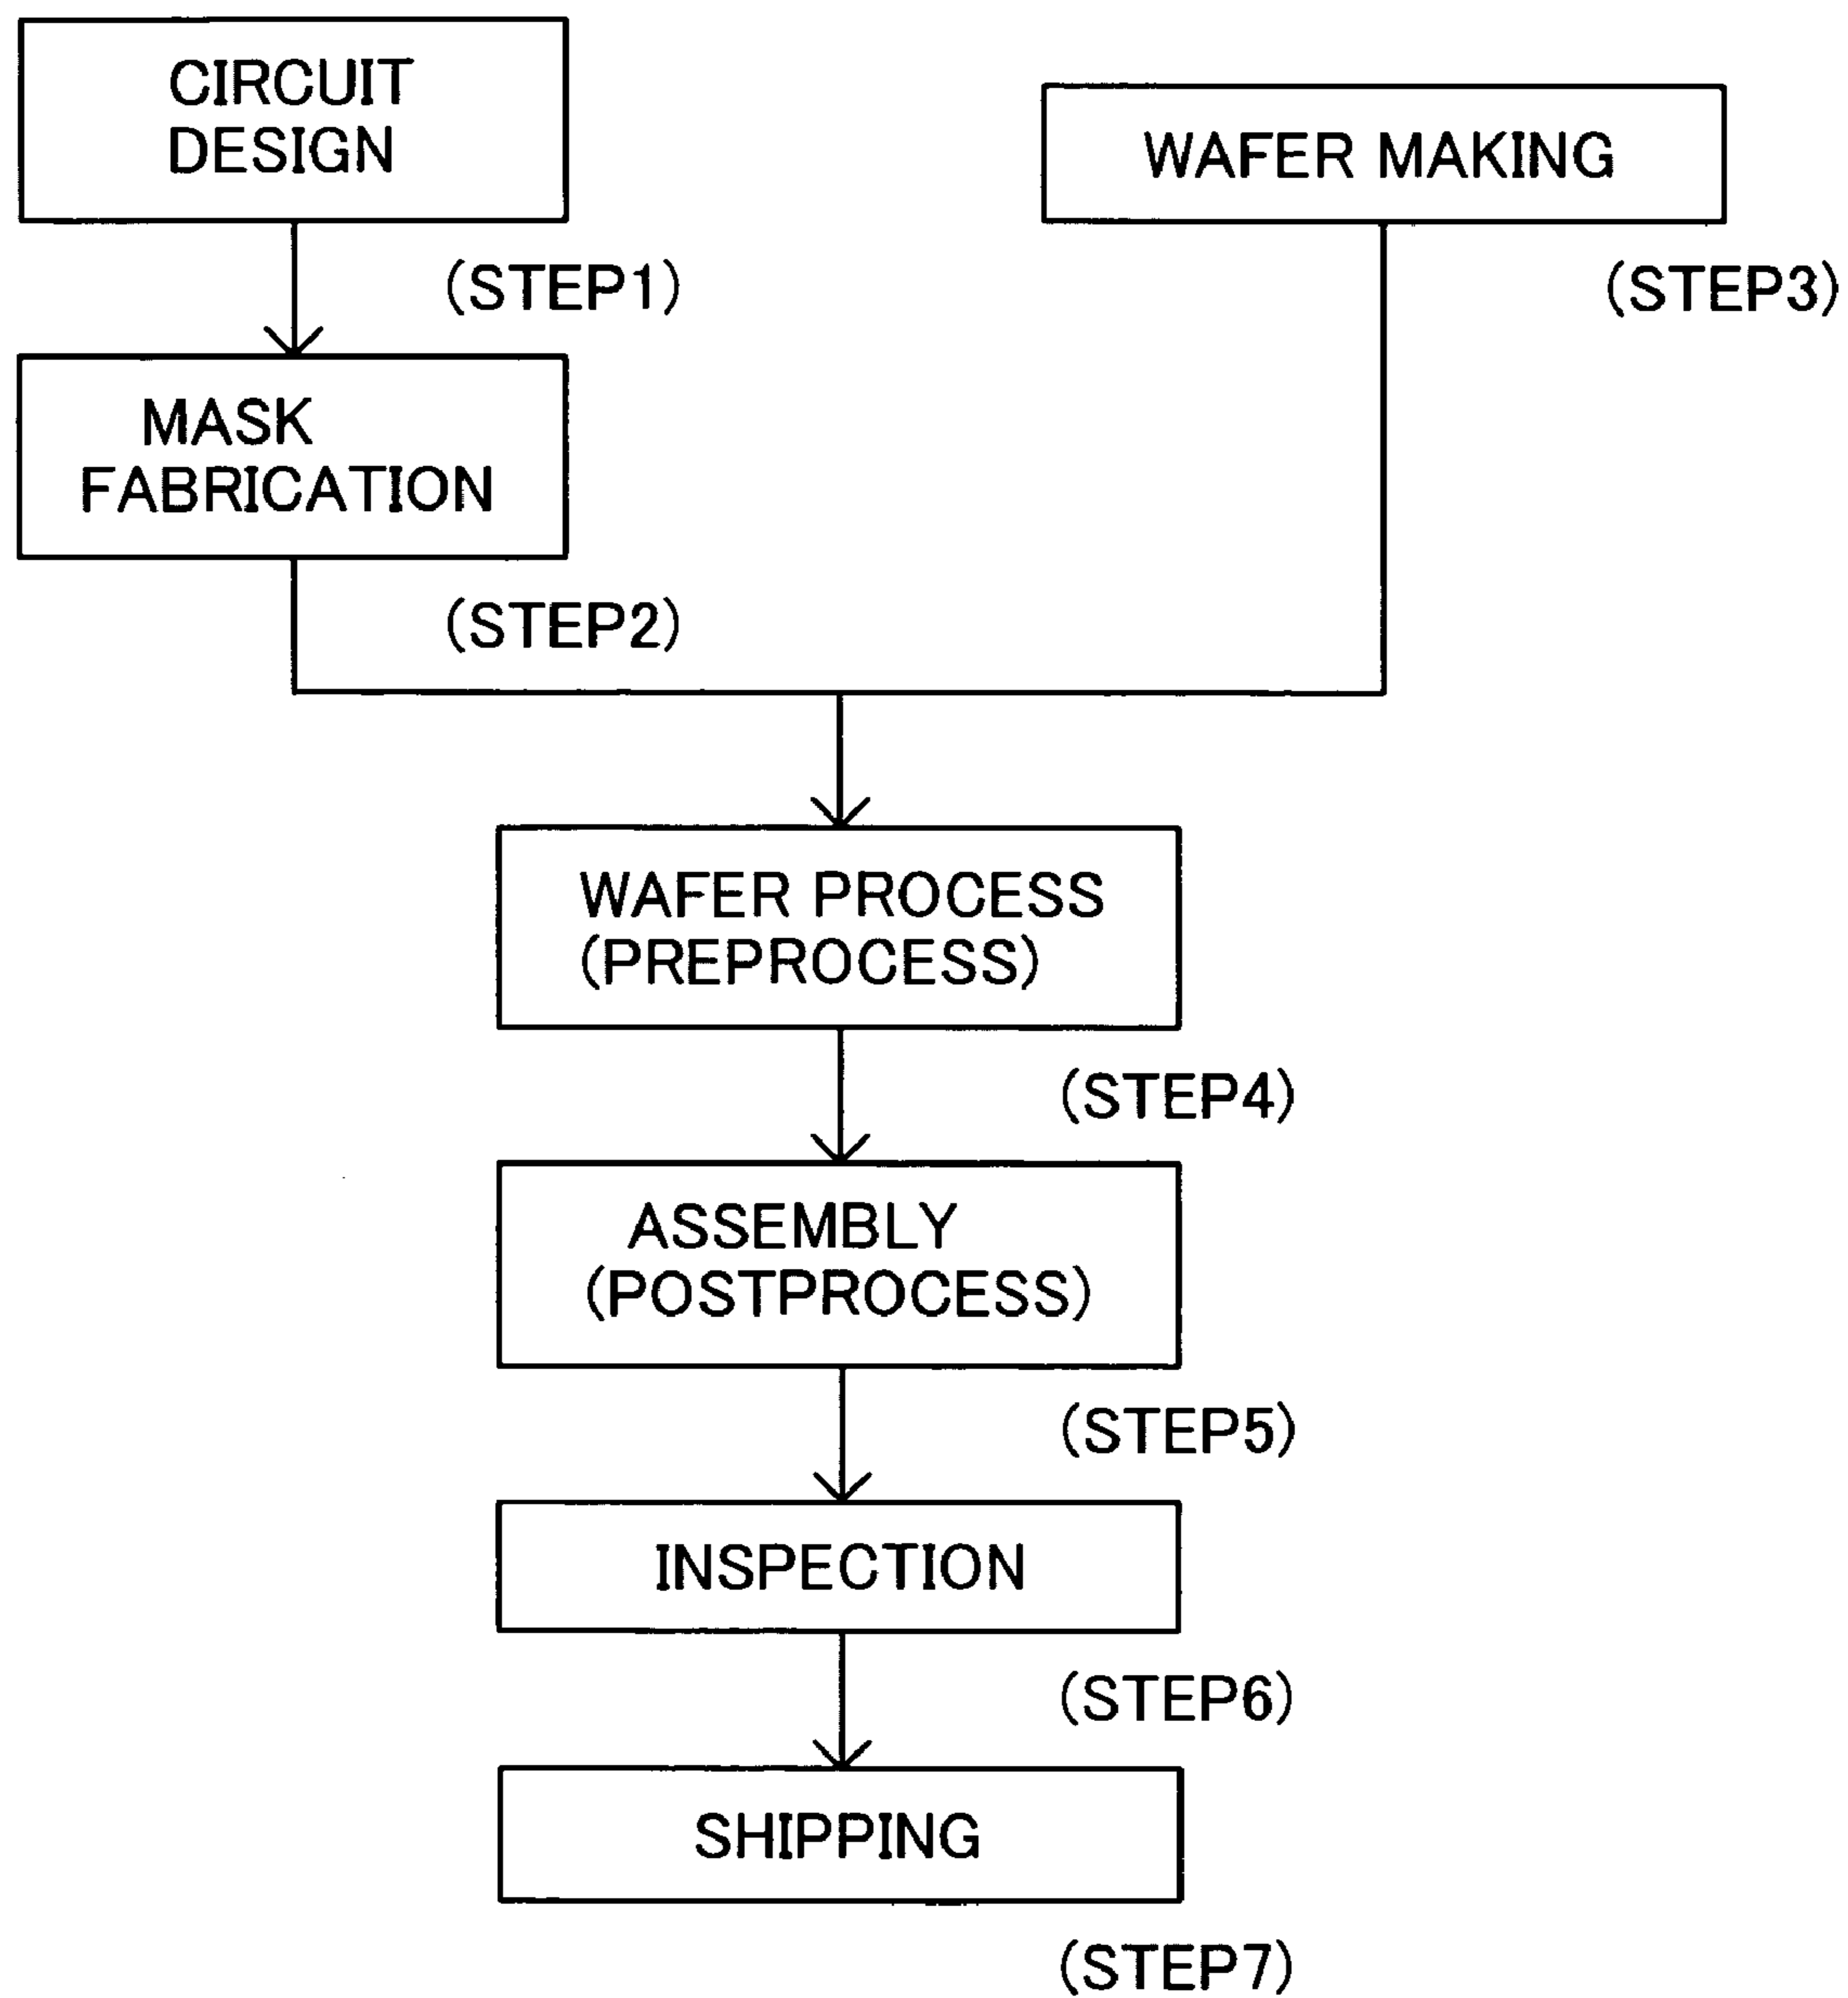 CIRCUIT
DESIGN
(STEP1)
MASK
FABRICATION
(STEP2)
WAFER MAKING
(STEP3)
WAFER PROCESS
(PREPROCESS)
(STEP4)
ASSEMBLY
(POSTPROCESS)
(STEP5)
INSPECTION
(STEP6)
SHIPPING
(STEP7)